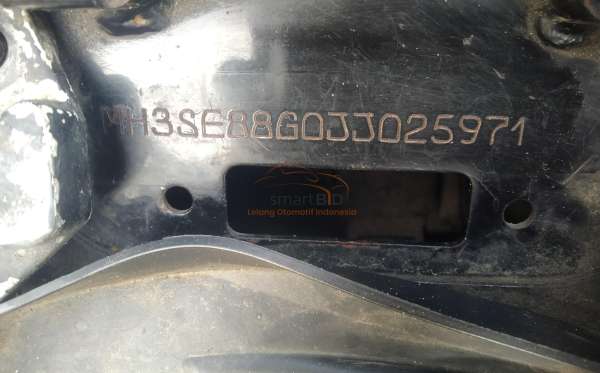 MH3SE88G0JJ025971
smartBID
Lelang Otomotif Indonesia